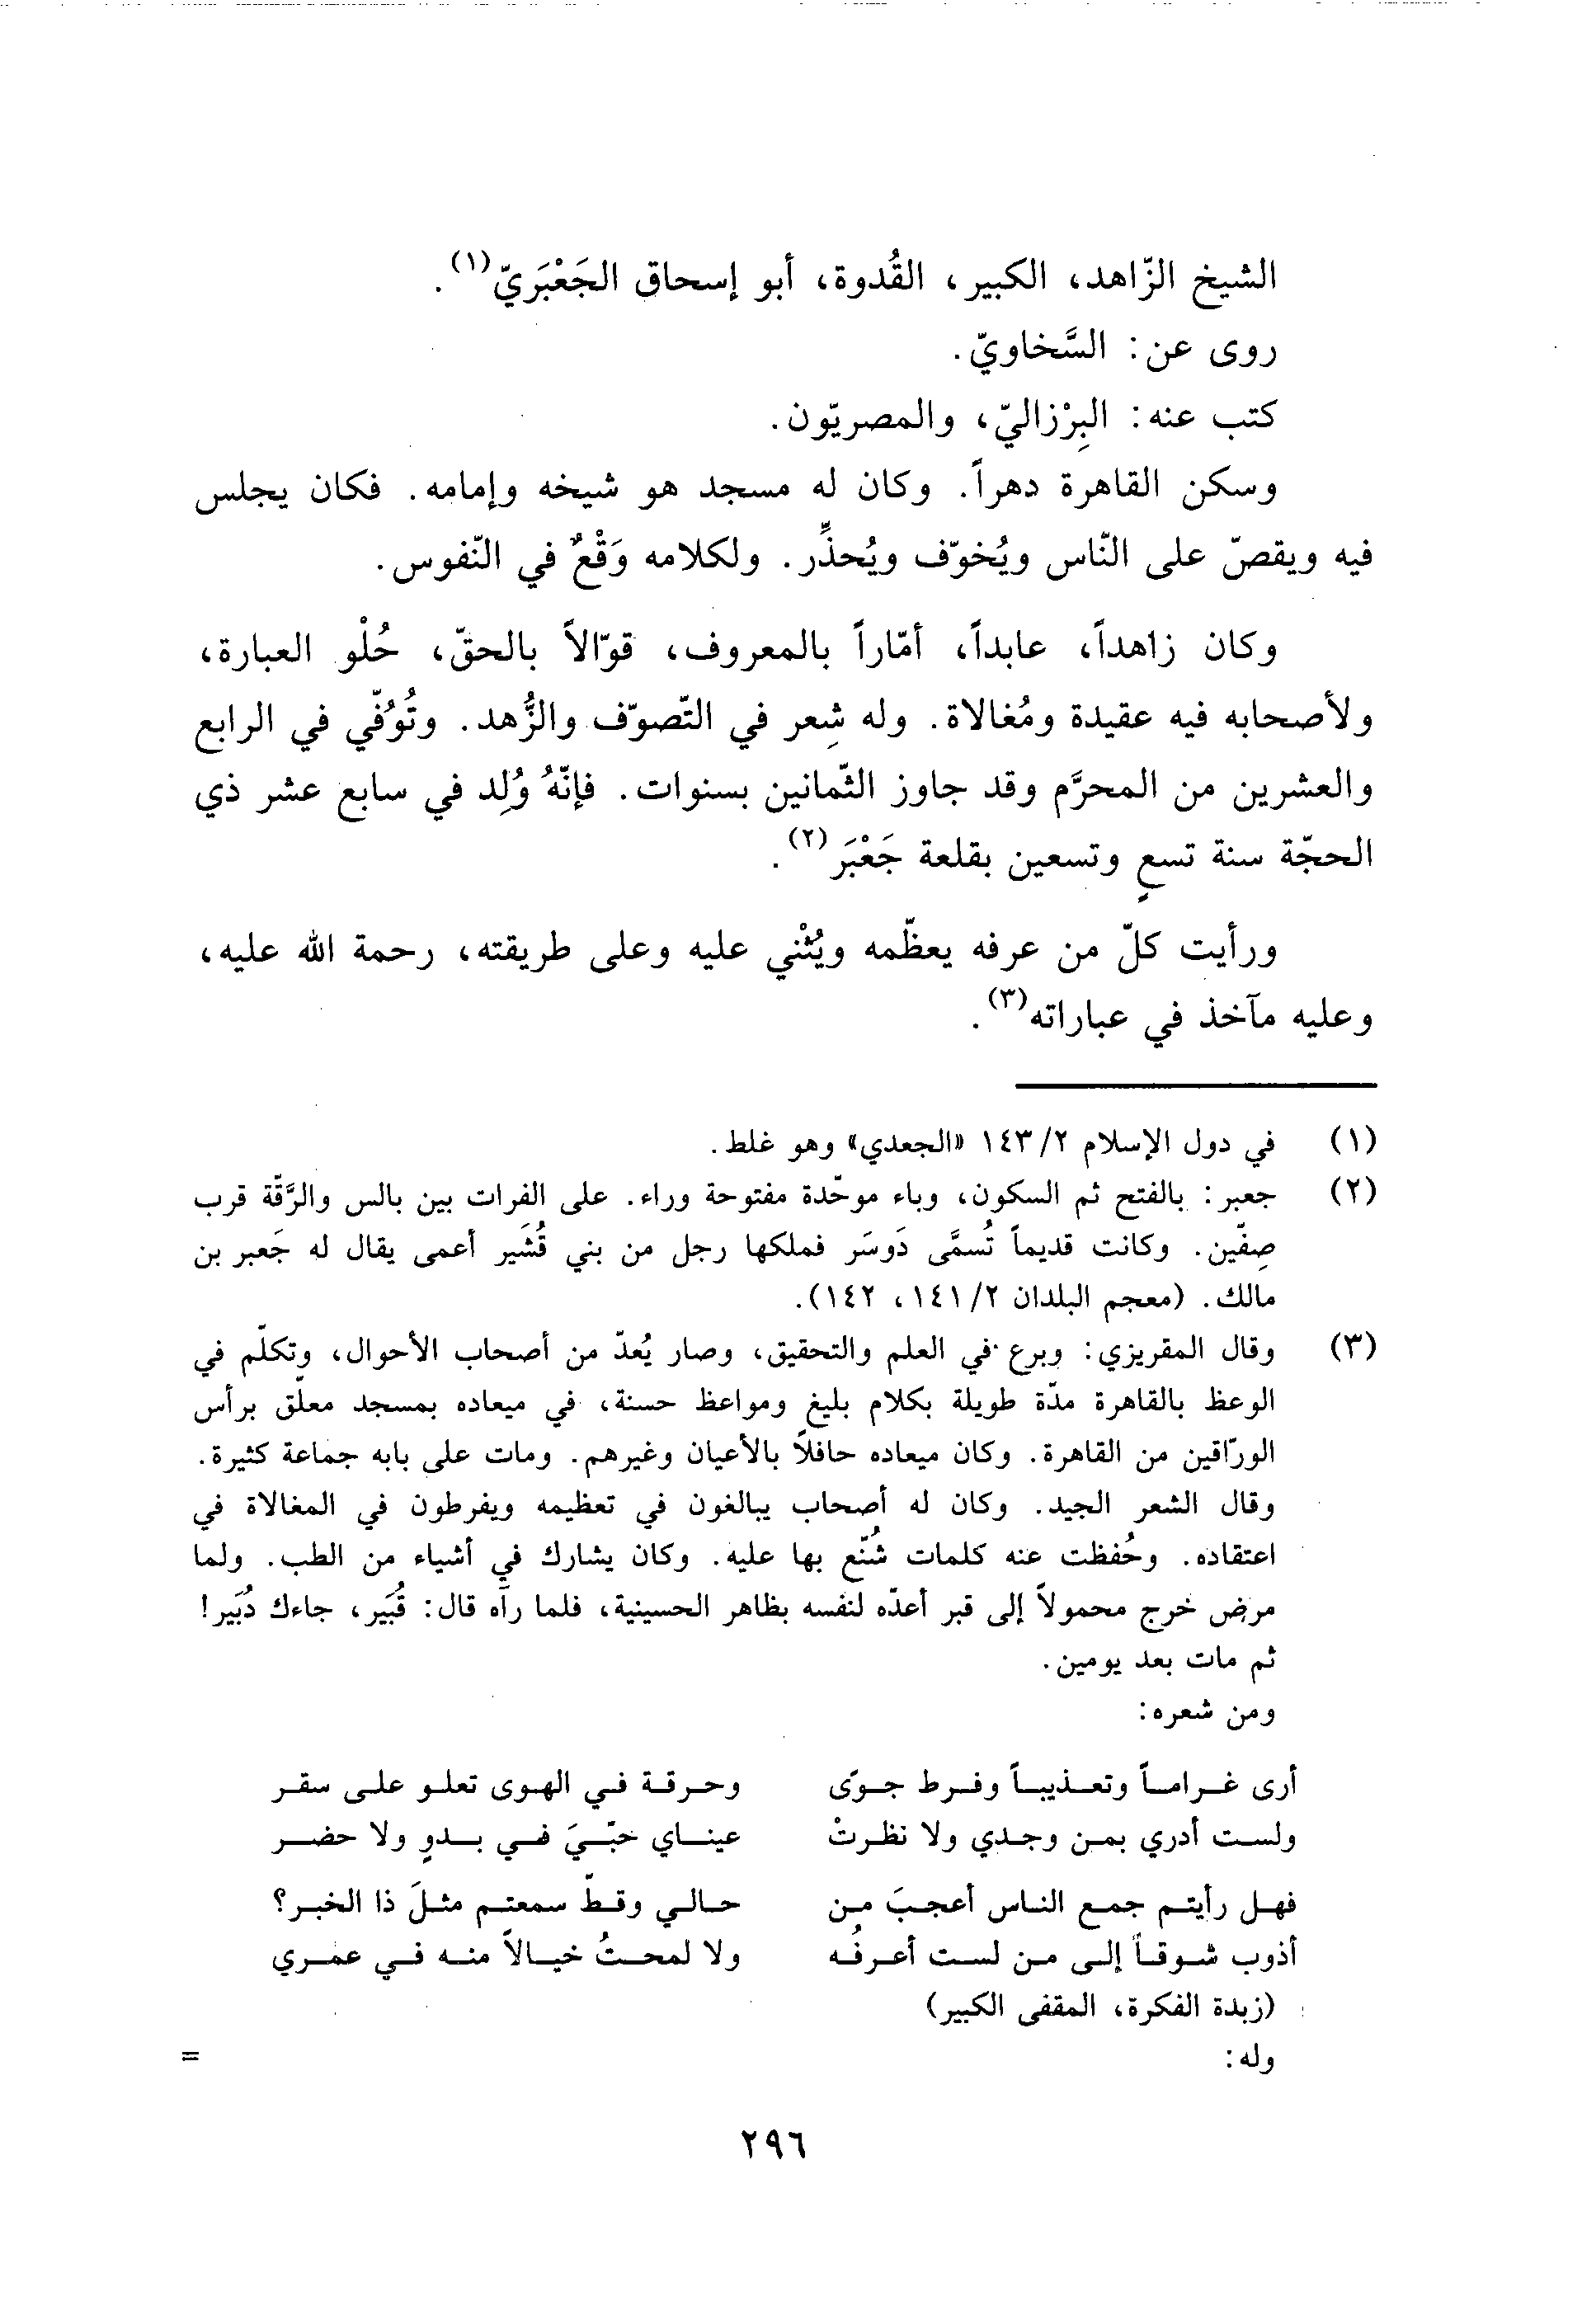 الشيخ الزّاهد، الكبير، القُدوة، أبو إسحاق الجَعْبَريّ(١).
روى عن: السَّخاويّ.
كتب عنه: البِرْزاليّ، والمصريّون.
وسكن القاهرة دهراً. وكان له مسجد هو شيخه وإمامه. فكان يجلس
فيه ويقصّ على النّاس ويُخوّف ويُحذِّر. ولكلامه وَقْعٌ في النّفوس.
وكان زاهداً، عابداً، أمّاراً بالمعروف، قوّالاً بالحقّ، حُلْو العبارة،
ولأصحابه فيه عقيدة ومُغالاة. وله شِعر في التّصوّف والزُّهد. وتُوُفّي في الرابع
والعشرين من المحرَّم وقد جاوز الثّمانين بسنوات. فإنّهُ وُلِد في سابع عشر ذي
الحجّة سنة تسعٍ وتسعين بقلعة جَعْبَر(٢).
ورأيت كلّ من عرفه يعظّمه ويُثْني عليه وعلى طريقته، رحمة الله عليه،
وعليه مآخذ في عباراته(٣).
(١) في دول الإسلام ١٤٣/٢ «الجعدي» وهو غلط.
(٢) جعبر: بالفتح ثم السكون، وباء موحّدة مفتوحة وراء. على الفرات بين بالس والرَّقّة قرب
صِفّين. وكانت قديماً تُسمَّى دَوسَر فملكها رجل من بني قُشَير أعمى يقال له جَعبر بن
مالك. (معجم البلدان ١٤١/٢، ١٤٢).
(٣) وقال المقريزي: وبرع في العلم والتحقيق، وصار يُعدّ من أصحاب الأحوال، وتكلّم في
الوعظ بالقاهرة مدّة طويلة بكلام بليغ ومواعظ حسنة، في ميعاده بمسجد معلّق برأس
الورّاقين من القاهرة. وكان ميعاده حافلاً بالأعيان وغيرهم. ومات على بابه جماعة كثيرة.
وقال الشعر الجيد. وكان له أصحاب يبالغون في تعظيمه ويفرطون في المغالاة في
اعتقاده. وحُفظت عنه كلمات شُنّع بها عليه. وكان يشارك في أشياء من الطب. ولما
مرض خرج محمولاً إلى قبر أعدّه لنفسه بظاهر الحسينية، فلما رآه قال: قُبَير، جاءك دُبَير!
ثم مات بعد يومين.
ومن شعره:
أرى غراماً وتعذيباً وفرط جوًى وحرقة في الهوى تعلو على سقر
ولست أدري بمن وجدي ولا نظرتْ عيناي حبّيَ في بدوٍ ولا حضر
فهل رأيتم جمع الناس أعجبَ من حالي وقطّ سمعتم مثلَ ذا الخبر؟
أذوب شوقاً إلى من لست أعرفُه ولا لمحتُ خيالاً منه في عمري
(زبدة الفكرة، المقفى الكبير)
وله: =
٢٩٦